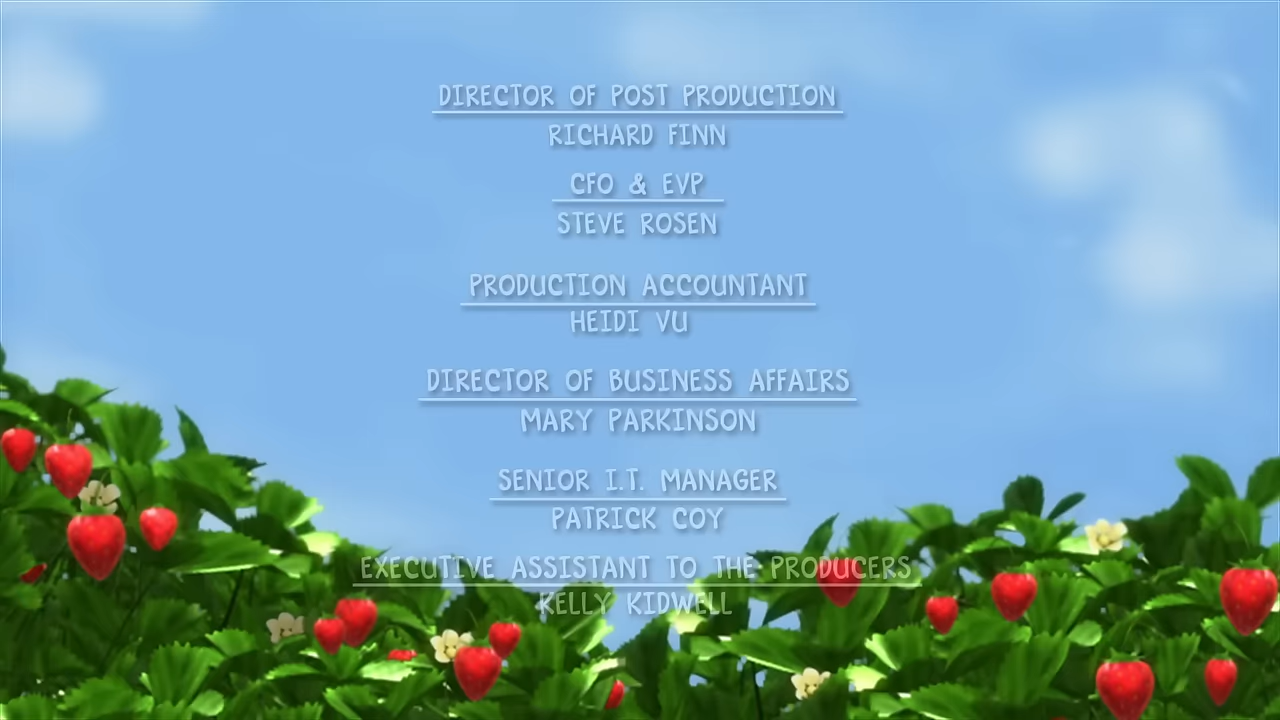 DIRECTOR OF POST PRODUCTION
RICHARD FINN
CFO & EVP
STEVE ROSEN
PRODUCTION ACCOUNTANT
HEIDI VU
DIRECTOR OF BUSINESS AFFAIRS
MARY PARKINSON
SENIOR I.T. MANAGER
PATRICK COY
EXECUTIVE ASSISTANT TO THE PRODUCERS
KELLY KIDWELL